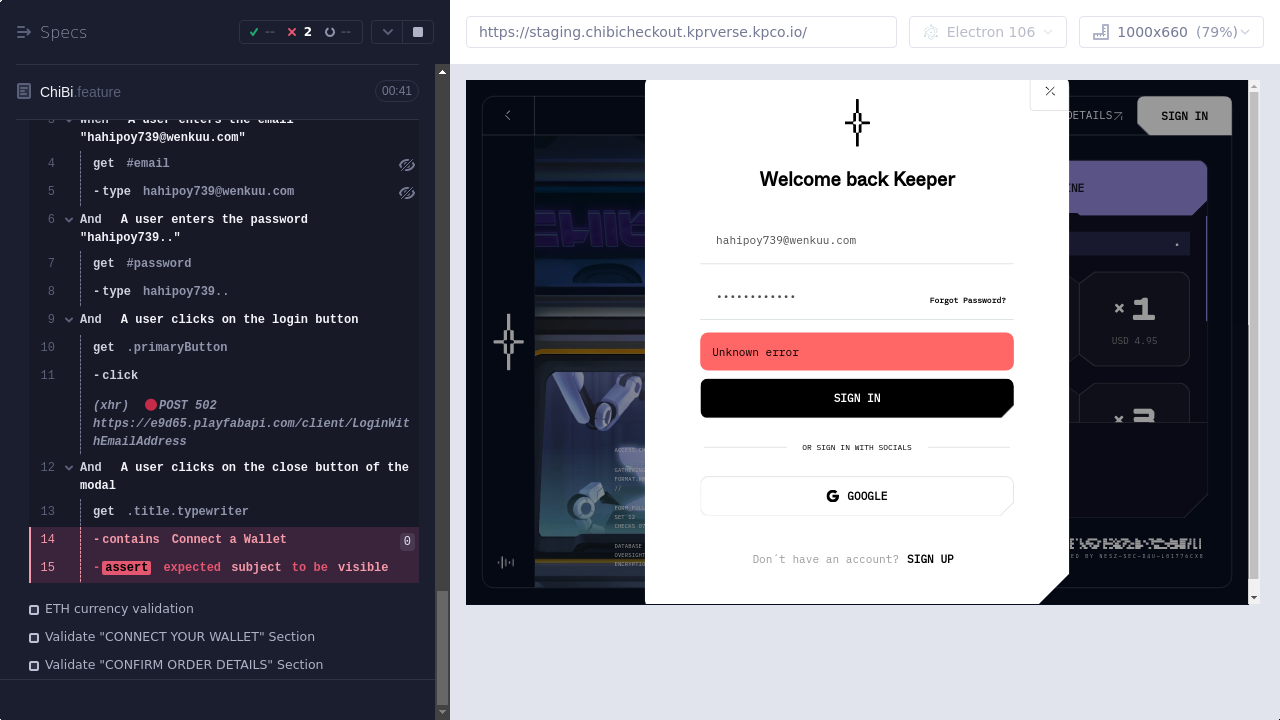 Specs
-- 2 --
https://staging.chibicheckout.kprverse.kpco.io/
Electron 106
1000x660 (79%)
ChiBi.feature
00:41
A user enters the email
"hahipoy739@wenkuu.com"
4 get #email
5 -type hahipoy739@wenkuu.com
6 And A user enters the password
"hahipoy739.."
7 get #password
8 -type hahipoy739..
9 And A user clicks on the login button
10 get .primaryButton
11 -click
(xhr) POST 502
https://e9d65.playfabapi.com/client/LoginWit
hEmailAddress
12 And A user clicks on the close button of the
modal
13 get .title.typewriter
14 -contains Connect a Wallet 0
15 -assert expected subject to be visible
ETH currency validation
Validate "CONNECT YOUR WALLET" Section
Validate "CONFIRM ORDER DETAILS" Section
DETAILS
SIGN IN
Welcome back Keeper
hahipoy739@wenkuu.com
••••••••••••
Forgot Password?
Unknown error
SIGN IN
OR SIGN IN WITH SOCIALS
GOOGLE
Don't have an account? SIGN UP
×1
USD 4.95